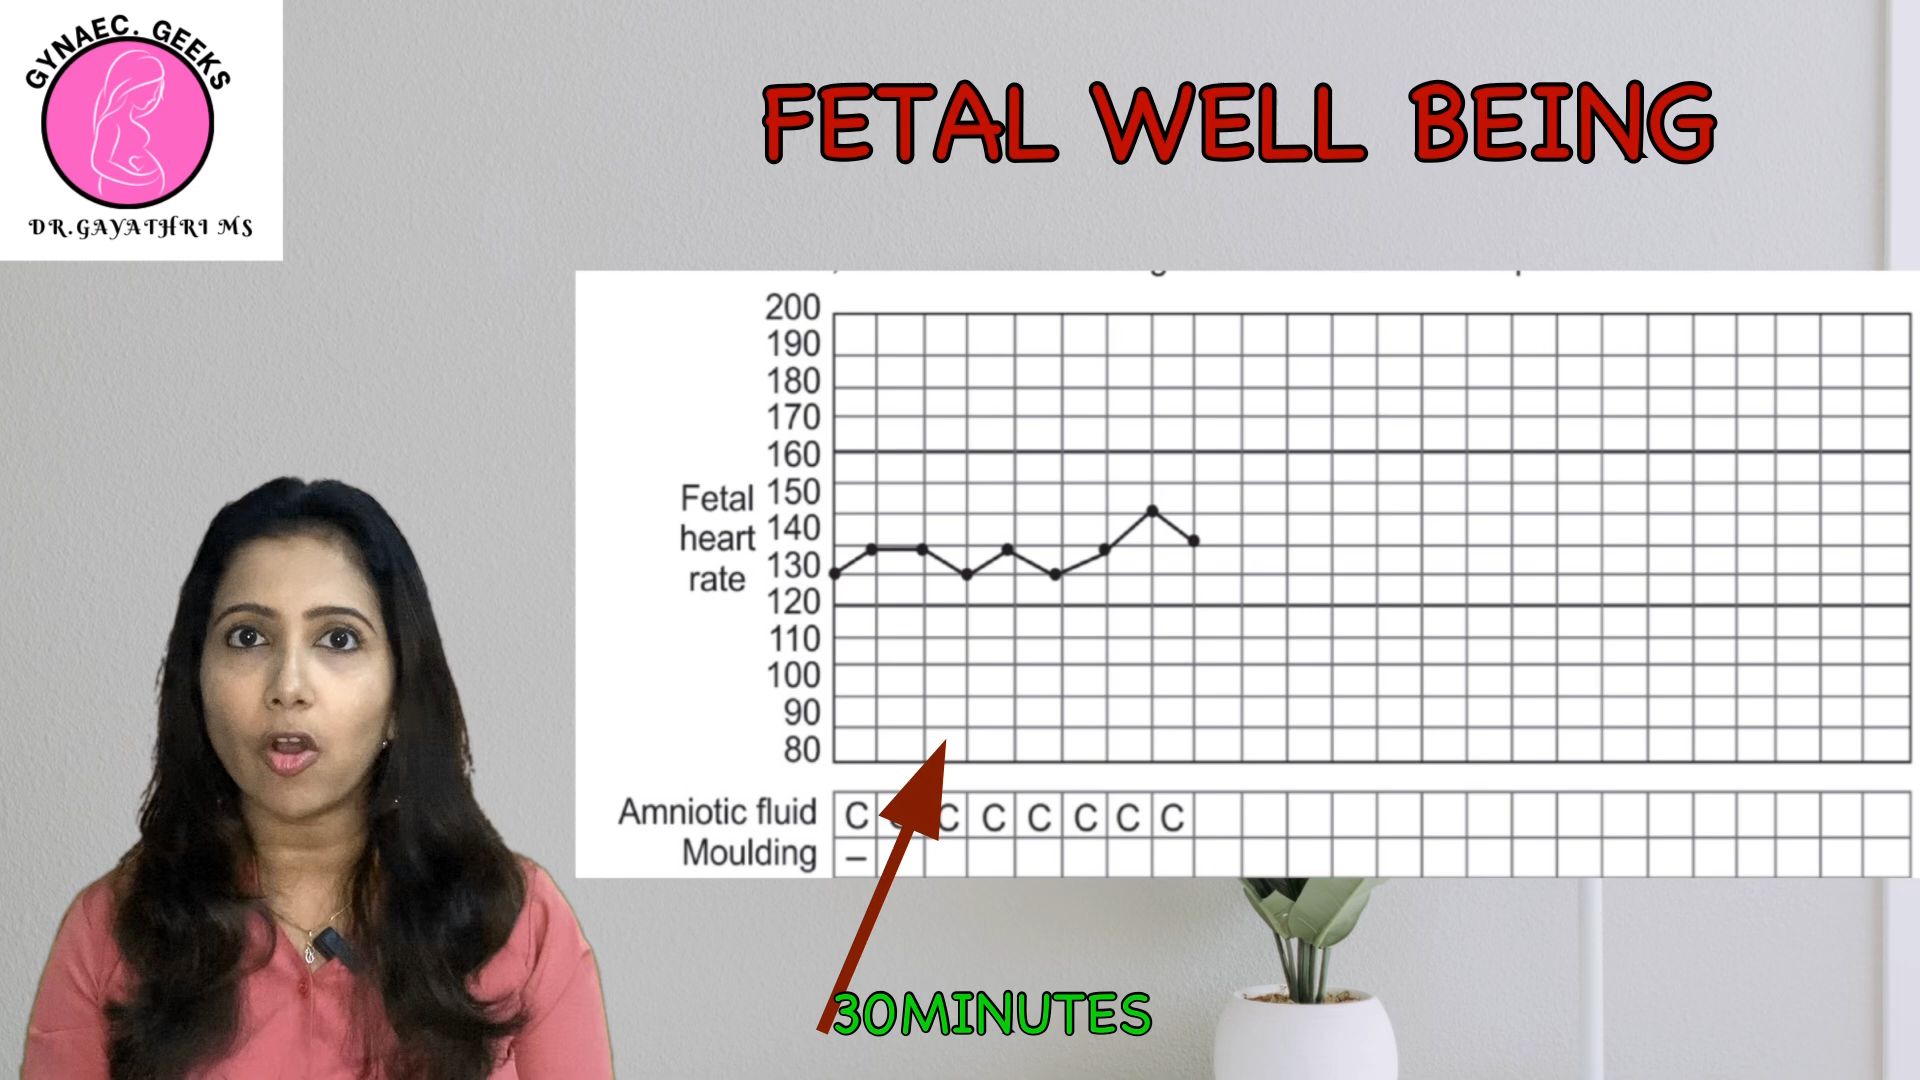 GYNAEC. GEEKS
DR.GAYATHRI MS
FETAL WELL BEING
200
190
180
170
160
150
140
130
120
110
100
90
80
Fetal
heart
rate
Amniotic fluid C C C C C C C
Moulding –
30MINUTES